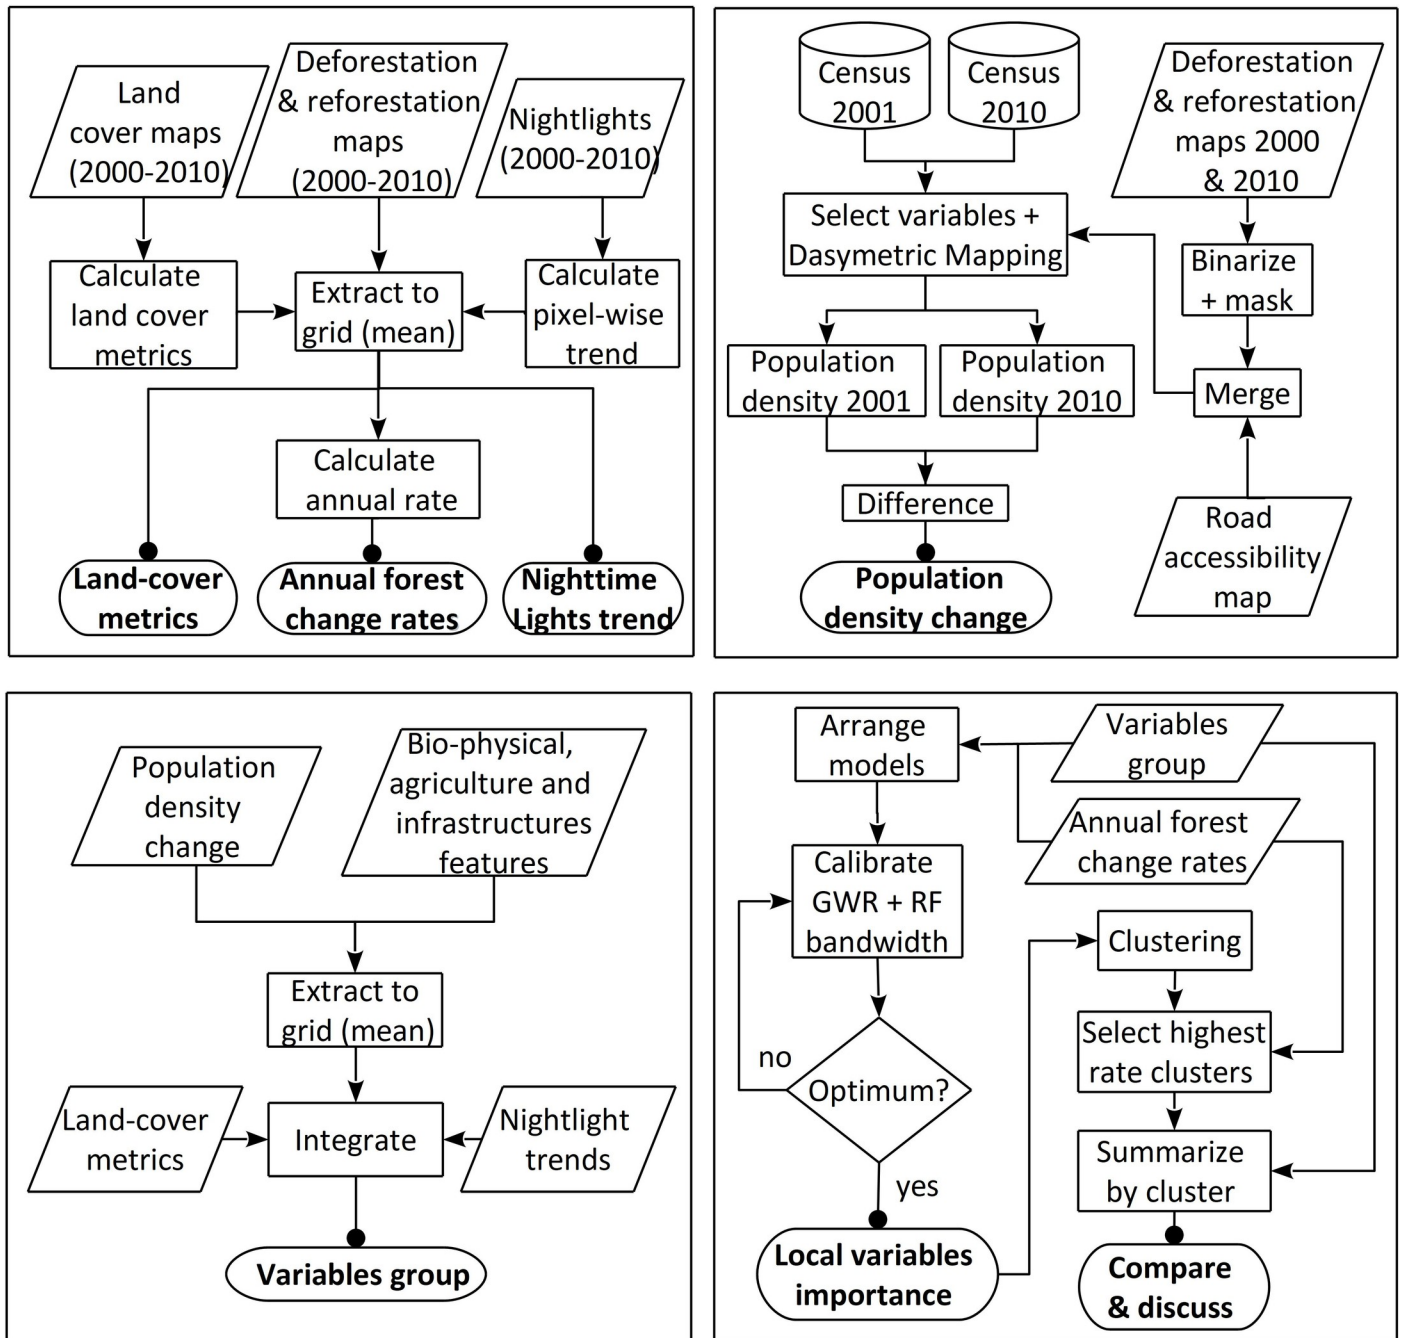 Land
cover maps
(2000-2010)
Deforestation
& reforestation
maps
(2000-2010)
Nightlights
(2000-2010)
Calculate
land cover
metrics
Extract to
grid (mean)
Calculate
pixel-wise
trend
Calculate
annual rate
Land-cover
metrics
Annual forest
change rates
Nighttime
Lights trend
Census
2001
Census
2010
Deforestation
& reforestation
maps 2000
& 2010
Select variables +
Dasymetric Mapping
Binarize
+ mask
Population
density 2001
Population
density 2010
Merge
Difference
Road
accessibility
map
Population
density change
Population
density
change
Bio-physical,
agriculture and
infrastructures
features
Extract to
grid (mean)
Land-cover
metrics
Integrate
Nightlight
trends
Variables group
Arrange
models
Variables
group
Annual forest
change rates
Calibrate
GWR + RF
bandwidth
Clustering
Select highest
rate clusters
no
Optimum?
Summarize
by cluster
yes
Local variables
importance
Compare
& discuss